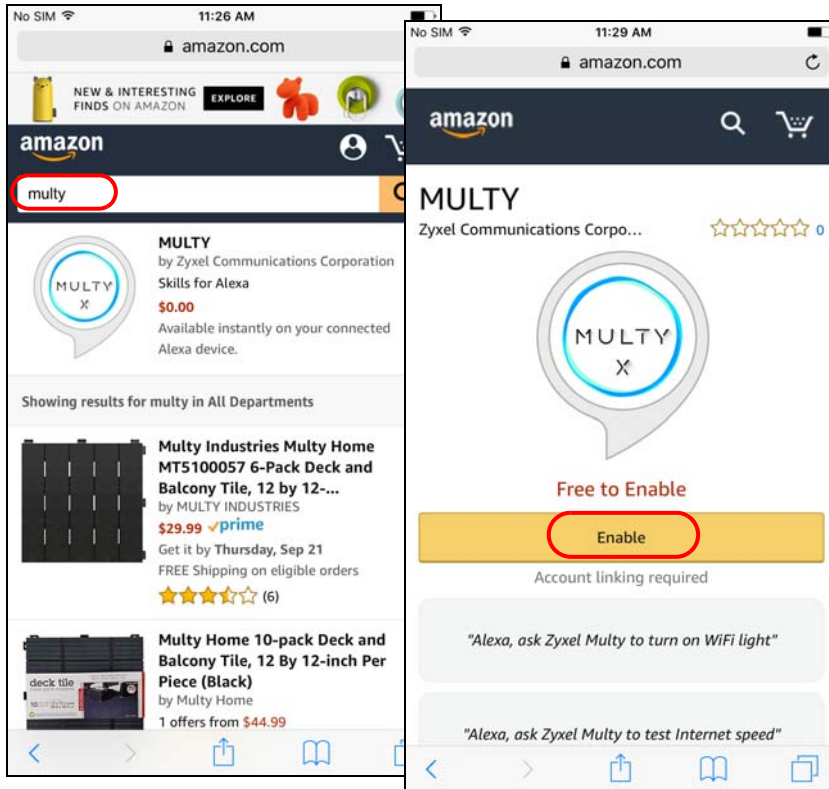 No SIM 11:26 AM
amazon.com
NEW & INTERESTING
FINDS ON AMAZON
EXPLORE
amazon
multy
MULTY
X
MULTY
by Zyxel Communications Corporation
Skills for Alexa
$0.00
Available instantly on your connected
Alexa device.
Showing results for multy in All Departments
Multy Industries Multy Home
MT5100057 6-Pack Deck and
Balcony Tile, 12 by 12-...
by MULTY INDUSTRIES
$29.99 prime
Get it by Thursday, Sep 21
FREE Shipping on eligible orders
(6)
deck tile
10
Multy Home 10-pack Deck and
Balcony Tile, 12 By 12-inch Per
Piece (Black)
by Multy Home
1 offers from $44.99
No SIM 11:29 AM
amazon.com
amazon
MULTY
Zyxel Communications Corpo... 0
MULTY
X
Free to Enable
Enable
Account linking required
"Alexa, ask Zyxel Multy to turn on WiFi light"
"Alexa, ask Zyxel Multy to test Internet speed"